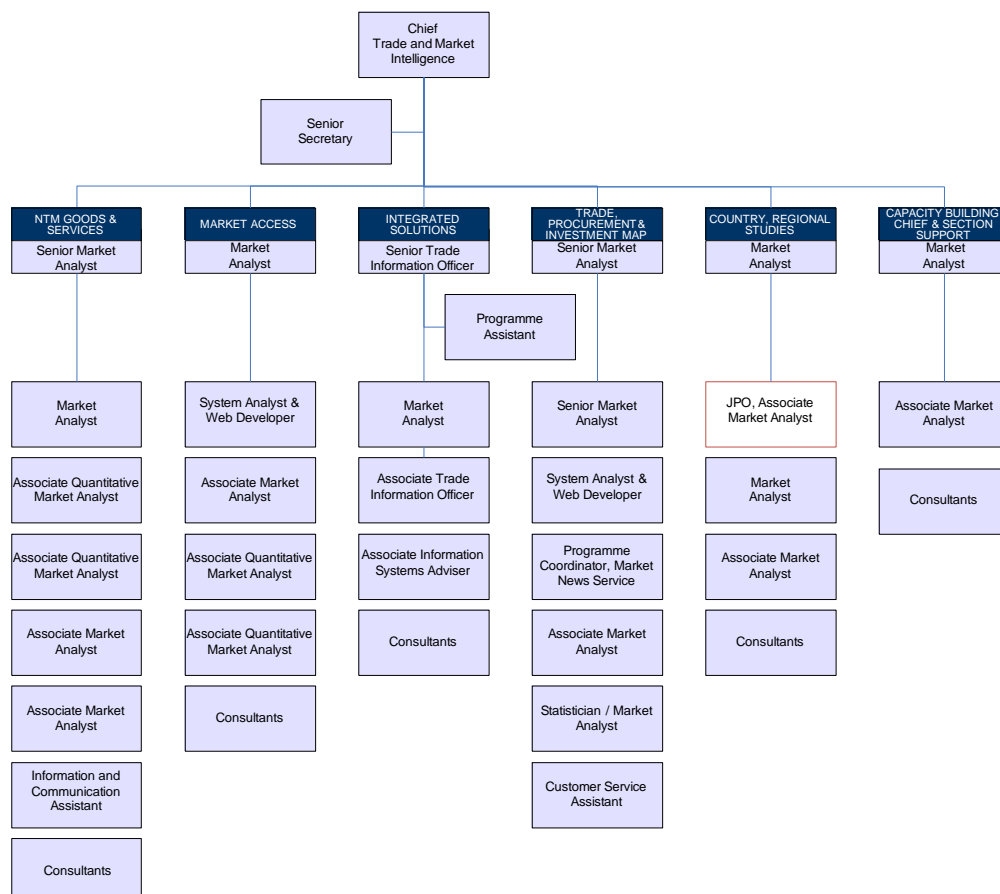 Chief
Trade and Market
Intelligence
Senior
Secretary
NTM GOODS &
SERVICES
Senior Market
Analyst
Market
Analyst
Associate Quantitative
Market Analyst
Associate Quantitative
Market Analyst
Associate Market
Analyst
Associate Market
Analyst
Information and
Communication
Assistant
Consultants
MARKET ACCESS
Market
Analyst
System Analyst &
Web Developer
Associate Market
Analyst
Associate Quantitative
Market Analyst
Associate Quantitative
Market Analyst
Consultants
INTEGRATED
SOLUTIONS
Senior Trade
Information Officer
Programme
Assistant
Market
Analyst
Associate Trade
Information Officer
Associate Information
Systems Adviser
Consultants
TRADE,
PROCUREMENT &
INVESTMENT MAP
Senior Market
Analyst
Senior Market
Analyst
System Analyst &
Web Developer
Programme
Coordinator, Market
News Service
Associate Market
Analyst
Statistician / Market
Analyst
Customer Service
Assistant
COUNTRY, REGIONAL
STUDIES
Market
Analyst
JPO, Associate
Market Analyst
Market
Analyst
Associate Market
Analyst
Consultants
CAPACITY BUILDING
CHIEF & SECTION
SUPPORT
Market
Analyst
Associate Market
Analyst
Consultants